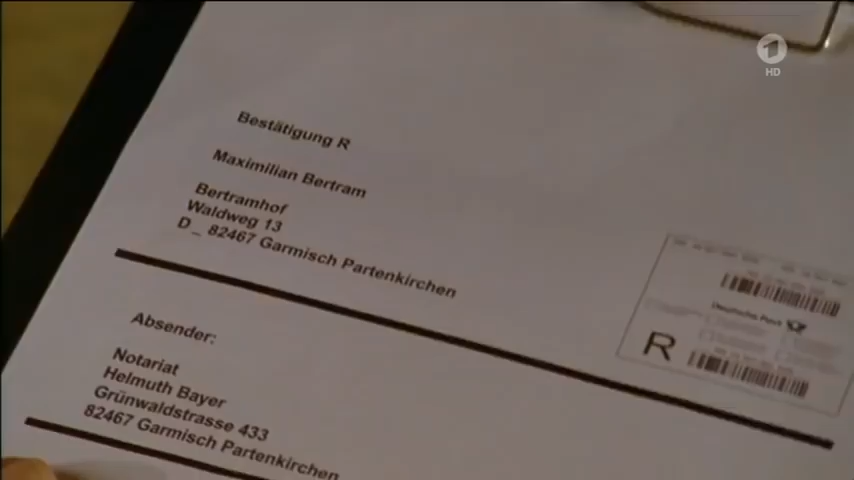 1
HD
Bestätigung R
Maximilian Bertram
Bertramhof
Waldweg 13
D_ 82467 Garmisch Partenkirchen
Deutsche Post
R
Absender:
Notariat
Helmuth Bayer
Grünwaldstrasse 433
82467 Garmisch Partenkirchen